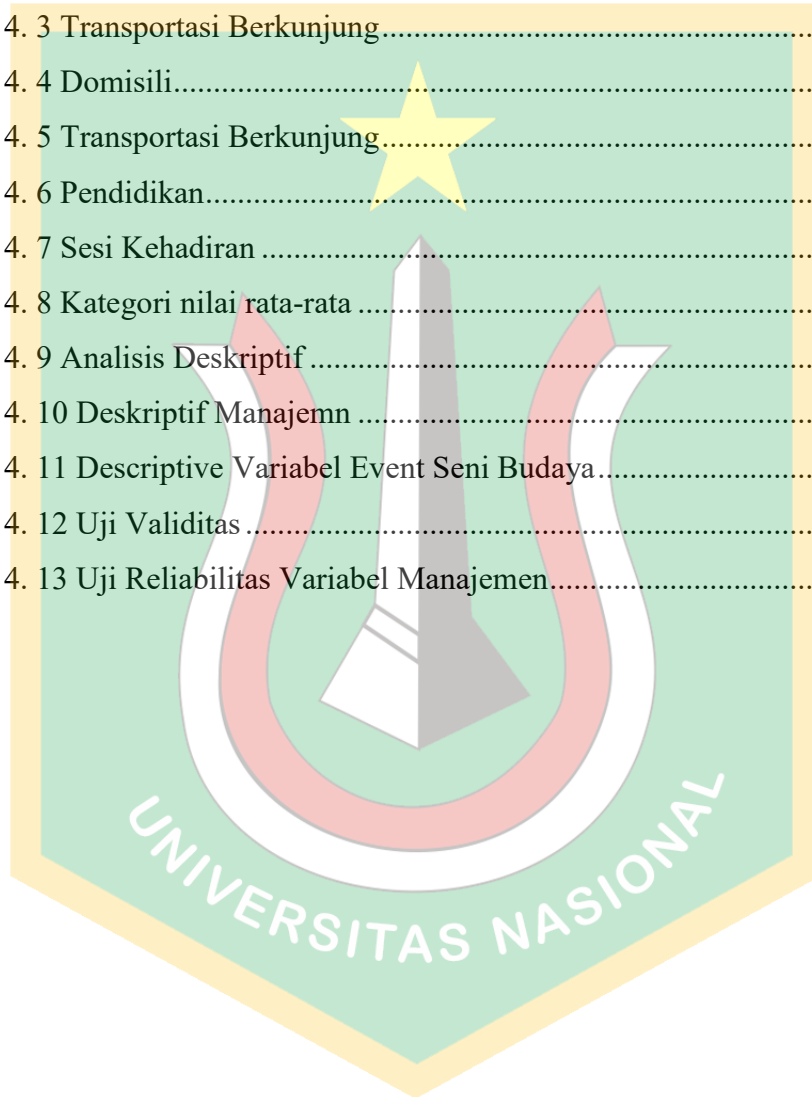 4. 3 Transportasi Berkunjung................................................................
4. 4 Domisili................................................................
4. 5 Transportasi Berkunjung................................................................
4. 6 Pendidikan................................................................
4. 7 Sesi Kehadiran ................................................................
4. 8 Kategori nilai rata-rata ................................................................
4. 9 Analisis Deskriptif ................................................................
4. 10 Deskriptif Manajemn ................................................................
4. 11 Descriptive Variabel Event Seni Budaya................................
4. 12 Uji Validitas ................................................................
4. 13 Uji Reliabilitas Variabel Manajemen................................
UNIVERSITAS NASIONAL